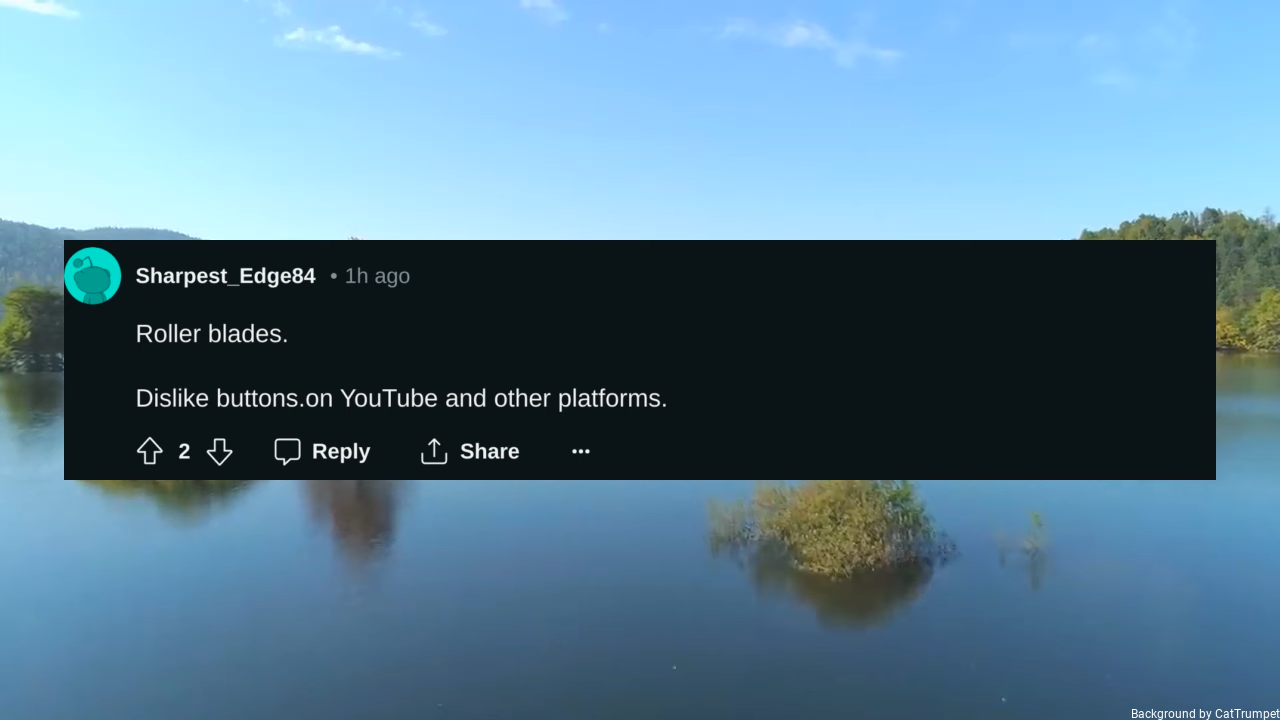 Sharpest_Edge84 • 1h ago
Roller blades.
Dislike buttons.on YouTube and other platforms.
2 Reply Share ...
Background by CatTrumpet